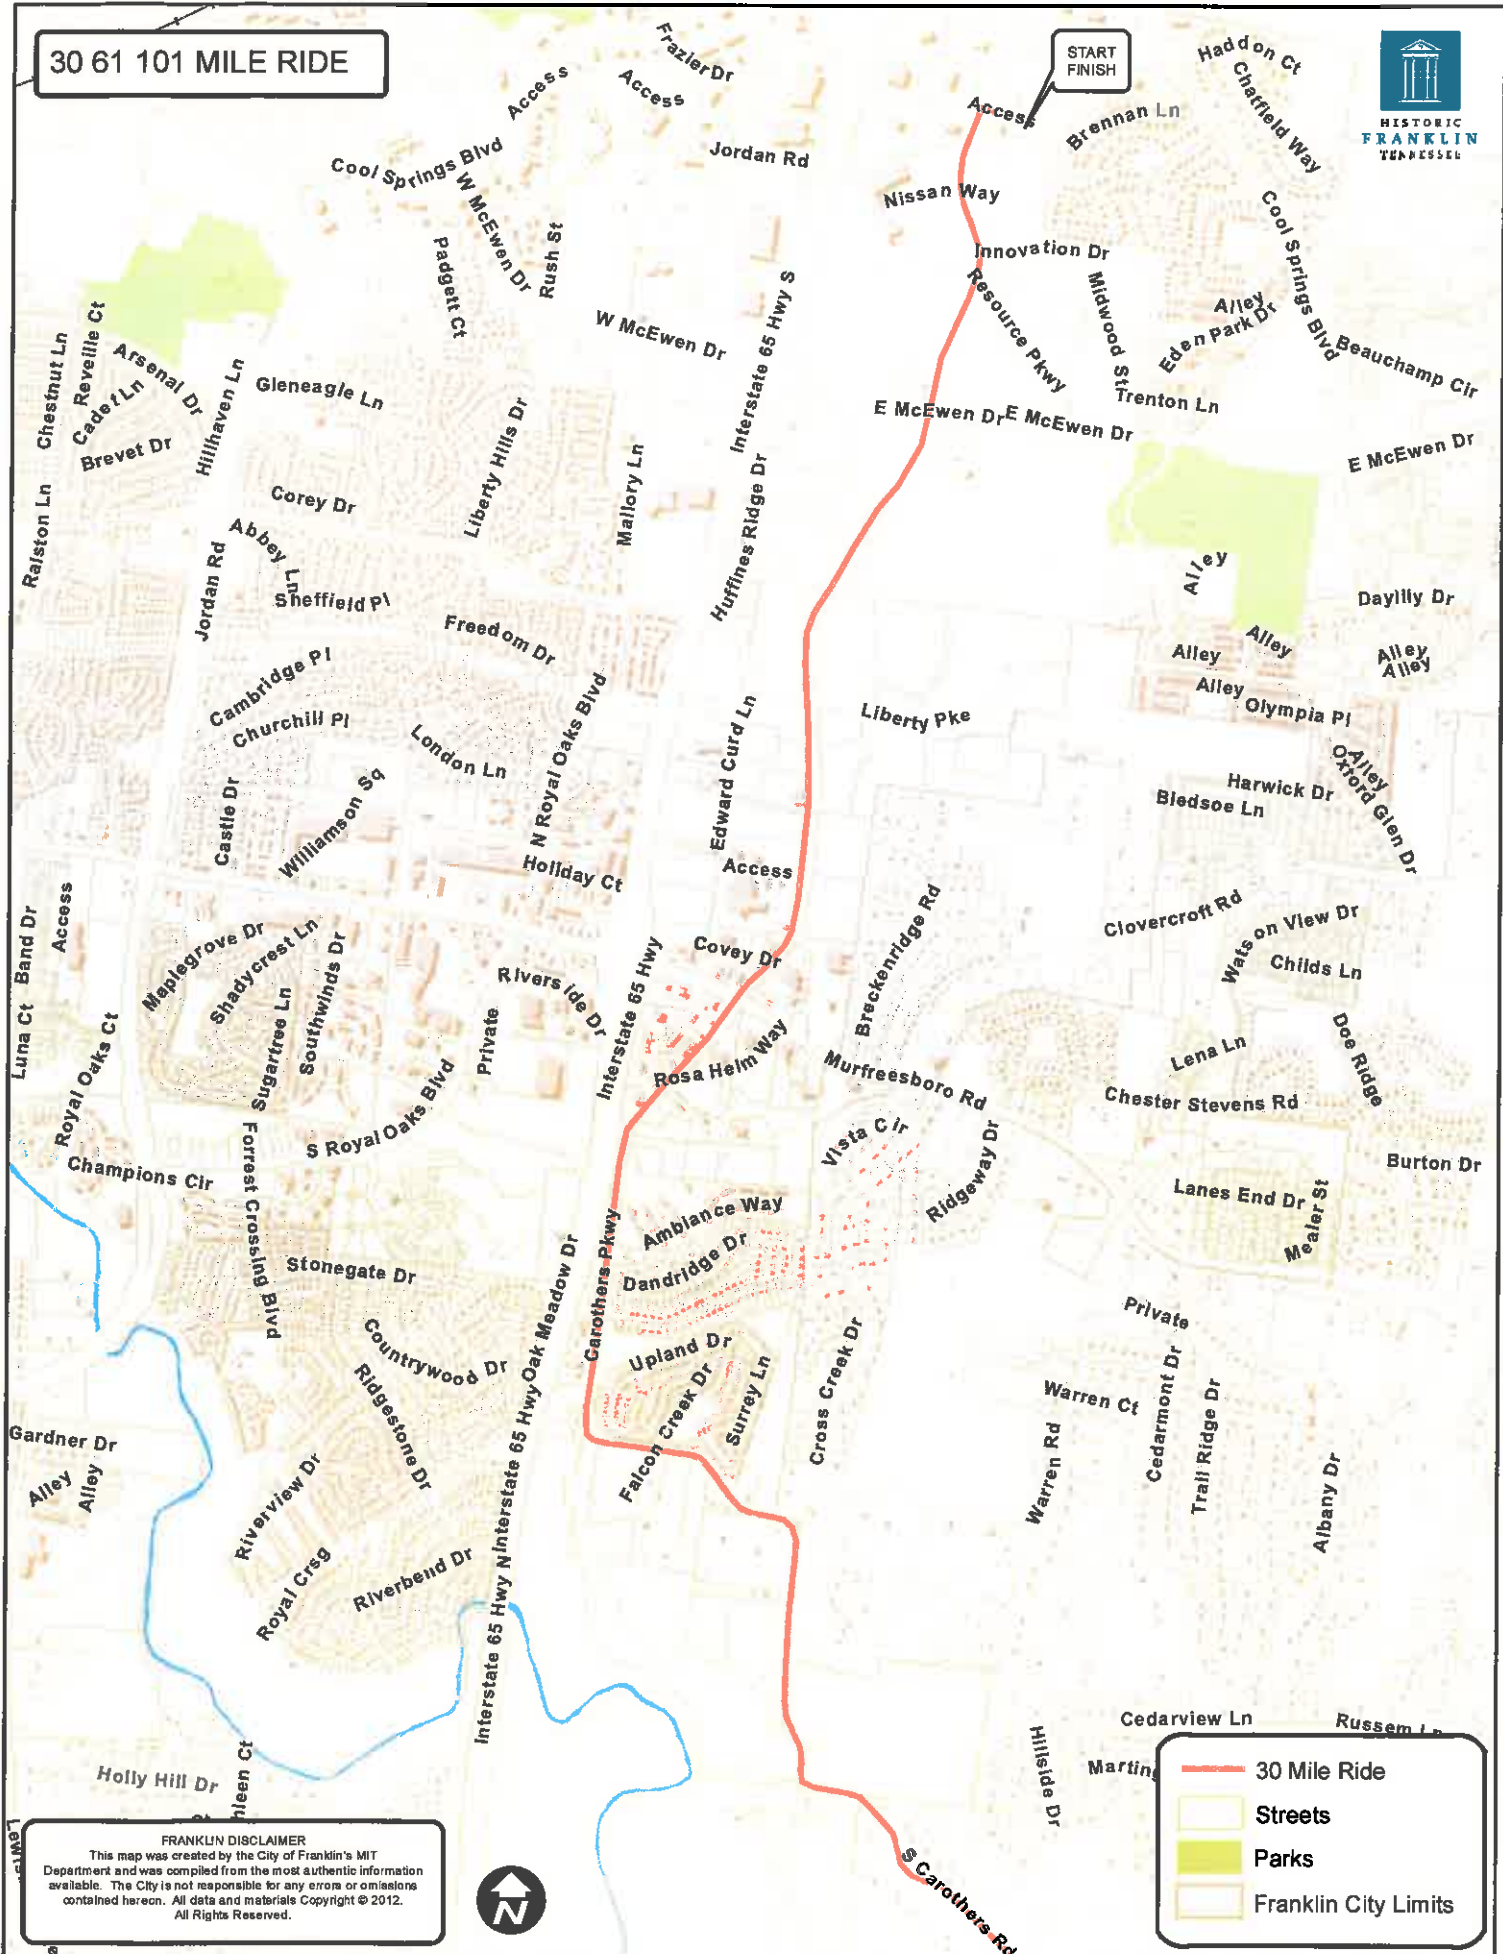 30 61 101 MILE RIDE
START
FINISH
HISTORIC
FRANKLIN
TENNESSEE
Frazier Dr
Access
Access
Access
Haddon Ct
Chatfield Way
Brennan Ln
Cool Springs Blvd
W McEwen Dr
Jordan Rd
Nissan Way
Rush St
Padgett Ct
Innovation Dr
Cool Springs Blvd
Midwood St
Resource Pkwy
Alley
Eden Park Dr
Beauchamp Cir
Interstate 65 Hwy S
W McEwen Dr
Chestnut Ln
Reveille Ct
Arsenal Dr
Cadet Ln
Brevet Dr
Hillhaven Ln
Gleneagle Ln
Trenton Ln
E McEwen Dr
E McEwen Dr
E McEwen Dr
Liberty Hills Dr
Mallory Ln
Huffines Ridge Dr
Ralston Ln
Corey Dr
Abbey Ln
Jordan Rd
Sheffield Pl
Freedom Dr
Alley
Daylily Dr
Alley
Alley
Alley
Alley
Alley
Olympia Pl
Cambridge Pl
Churchill Pl
London Ln
N Royal Oaks Blvd
Edward Curd Ln
Liberty Pke
Alley
Oxford Glen Dr
Harwick Dr
Bledsoe Ln
Castle Dr
Williamson Sq
Holiday Ct
Access
Access
Band Dr
Luna Ct
Maplegrove Dr
Shadycrest Ln
Southwinds Dr
Sugartree Ln
Riverside Dr
Private
Interstate 65 Hwy
Covey Dr
Breckenridge Rd
Clovercroft Rd
Watson View Dr
Childs Ln
Doe Ridge
Lena Ln
Royal Oaks Ct
Rosa Helm Way
Murfreesboro Rd
Chester Stevens Rd
S Royal Oaks Blvd
Vista Cir
Ridgeway Dr
Burton Dr
Champions Cir
Forrest Crossing Blvd
Lanes End Dr
Mealer St
Ambiance Way
Dandridge Dr
Carothers Pkwy
Oak Meadow Dr
Stonegate Dr
Private
Countrywood Dr
Upland Dr
Falcon Creek Dr
Surrey Ln
Cross Creek Dr
Ridgestone Dr
Warren Ct
Cedarmont Dr
Trail Ridge Dr
Warren Rd
Albany Dr
Gardner Dr
Alley
Alley
Riverview Dr
Royal Crsg
Riverbend Dr
Interstate 65 Hwy
Interstate 65 Hwy N
Interstate 65 Hwy
Cedarview Ln
Russem Ln
Hillside Dr
Marting
Holly Hill Dr
hleen Ct
S Carothers Rd
30 Mile Ride
Streets
Parks
Franklin City Limits
FRANKLIN DISCLAIMER
This map was created by the City of Franklin's MIT
Department and was compiled from the most authentic information
available. The City is not responsible for any errors or omissions
contained hereon. All data and materials Copyright © 2012.
All Rights Reserved.
N